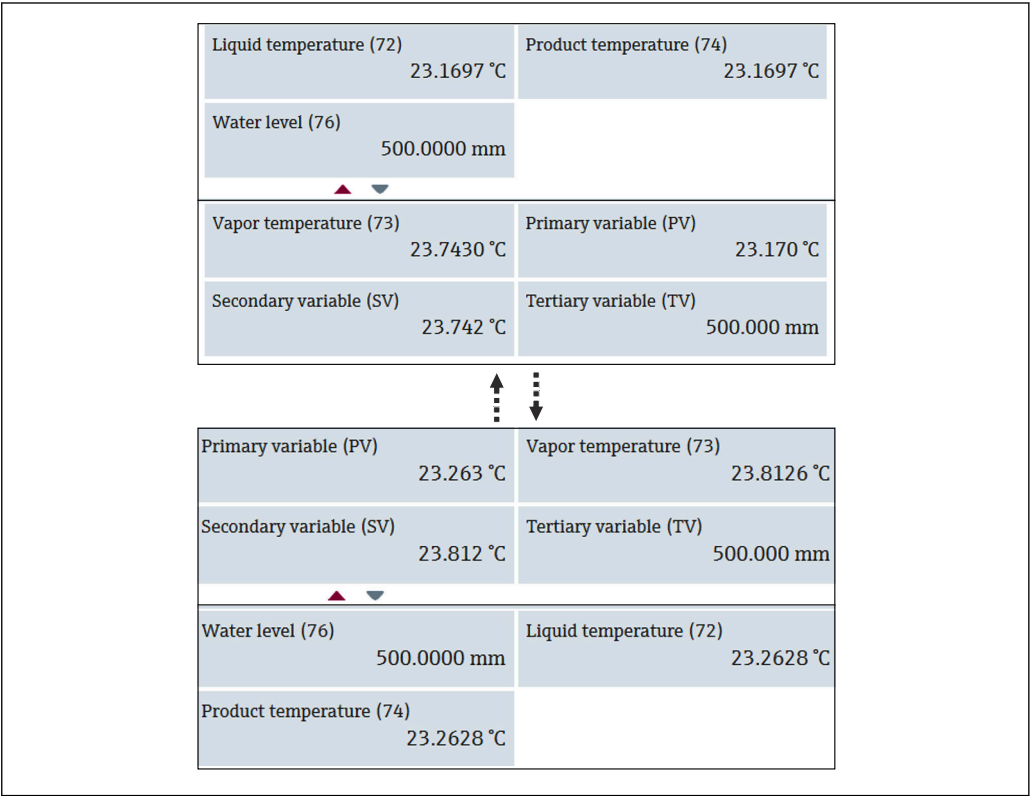 Liquid temperature (72)
23.1697 °C
Product temperature (74)
23.1697 °C
Water level (76)
500.0000 mm
Vapor temperature (73)
23.7430 °C
Primary variable (PV)
23.170 °C
Secondary variable (SV)
23.742 °C
Tertiary variable (TV)
500.000 mm
Primary variable (PV)
23.263 °C
Vapor temperature (73)
23.8126 °C
Secondary variable (SV)
23.812 °C
Tertiary variable (TV)
500.000 mm
Water level (76)
500.0000 mm
Liquid temperature (72)
23.2628 °C
Product temperature (74)
23.2628 °C